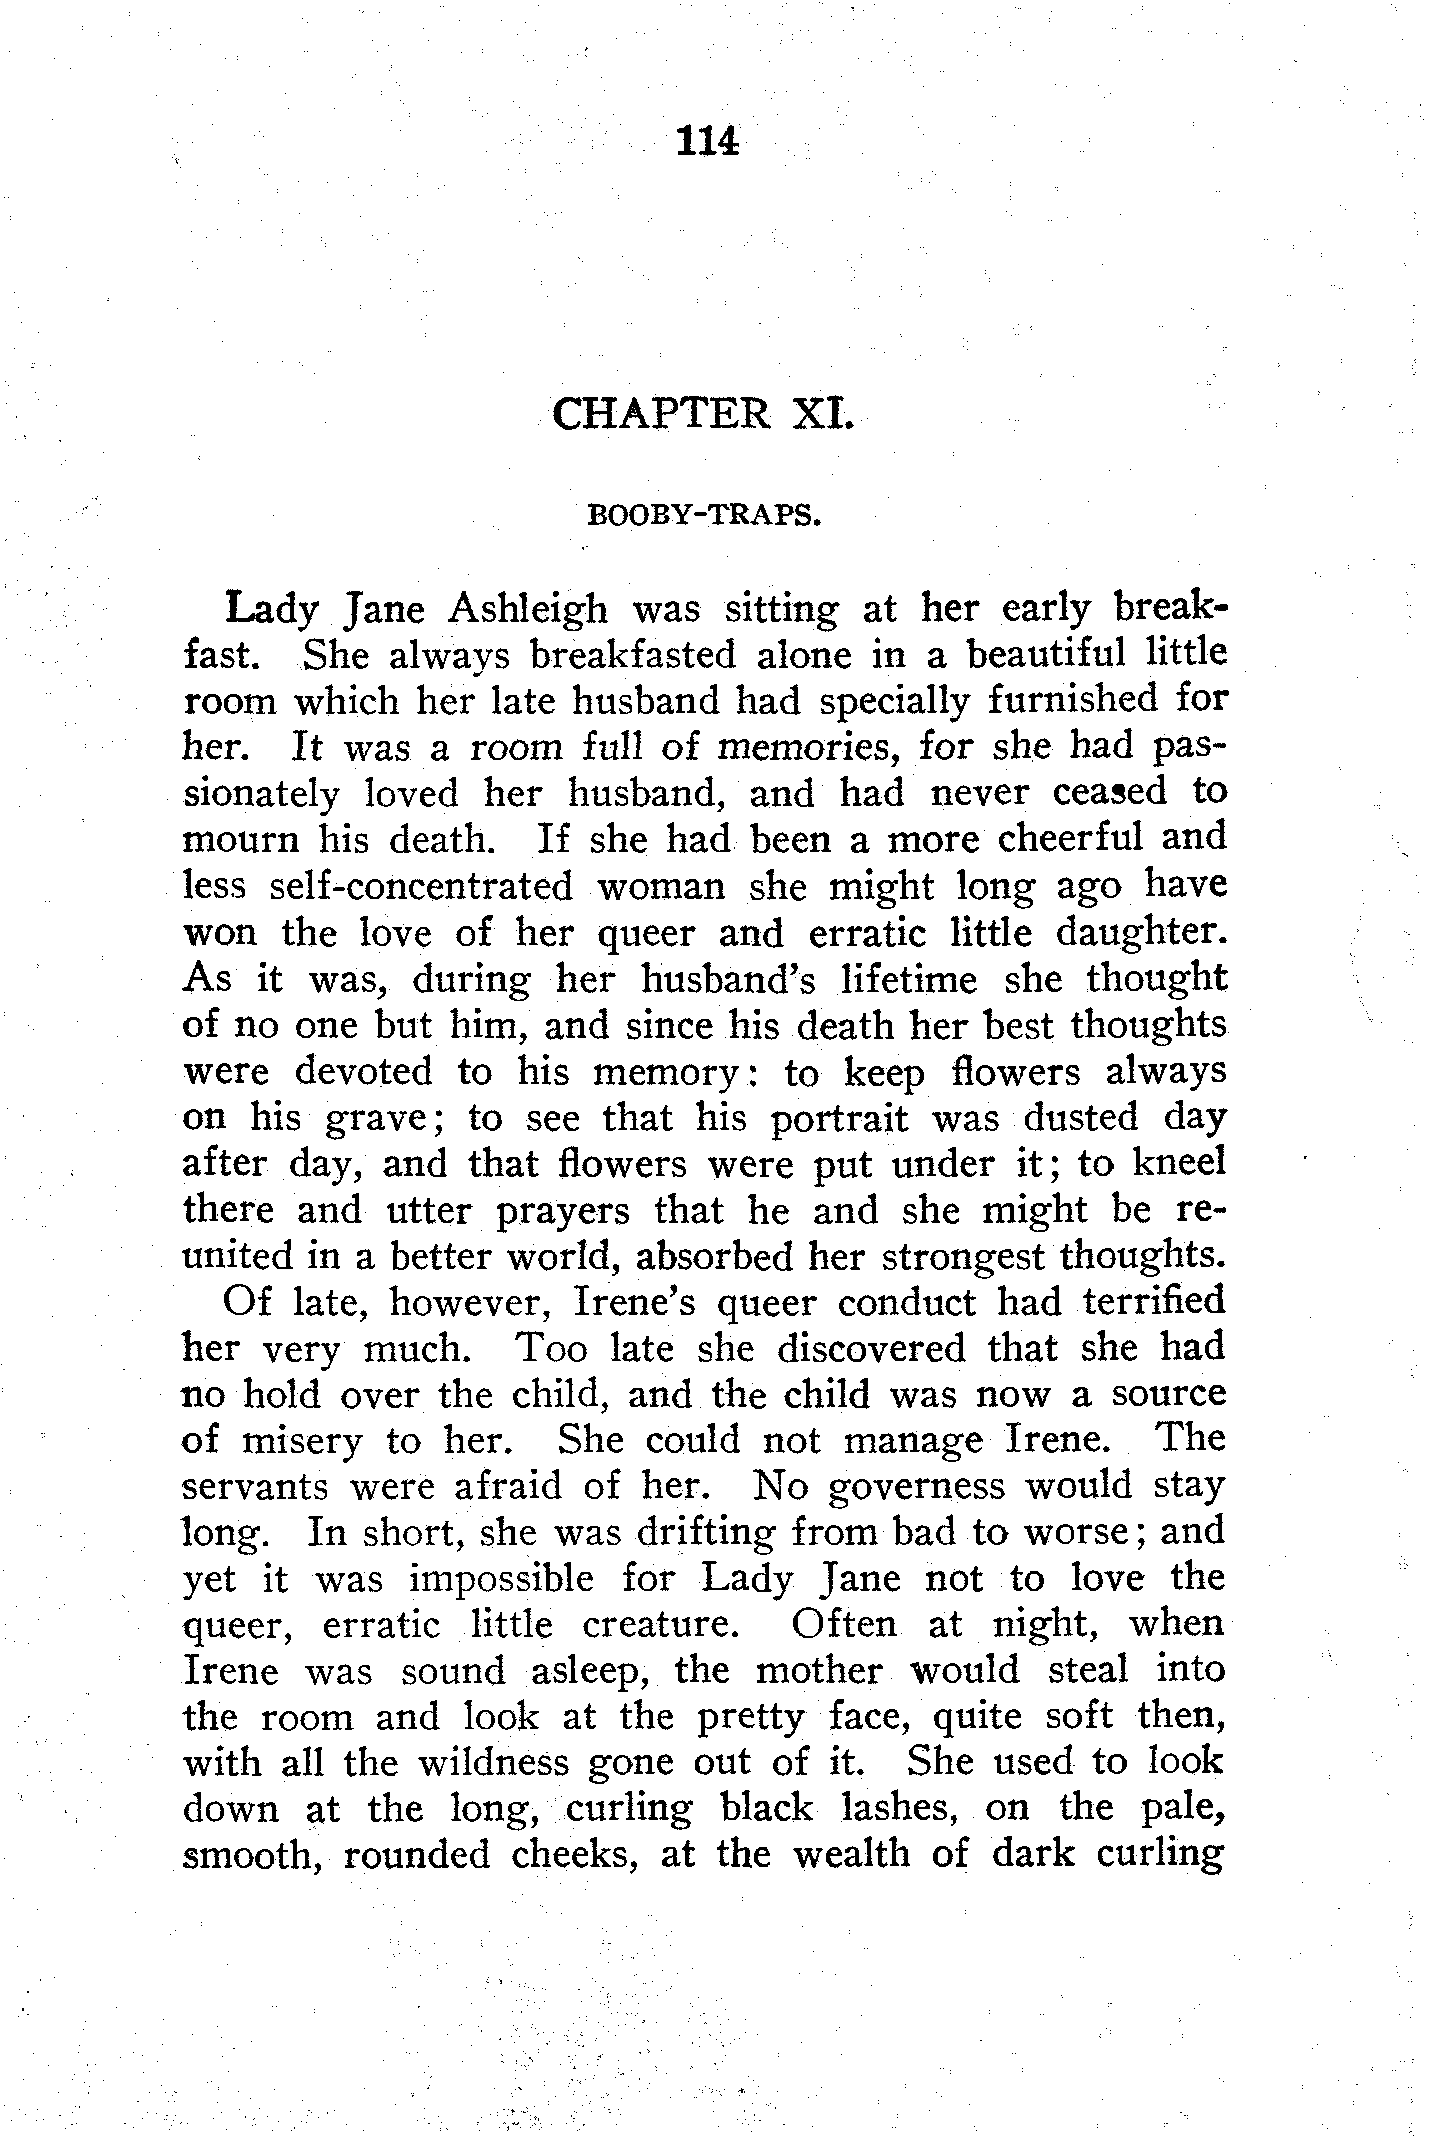 114
CHAPTER XI.
BOOBY-TRAPS.
Lady Jane Ashleigh was sitting at her early break-
fast. She always breakfasted alone in a beautiful little
room which her late husband had specially furnished for
her. It was a room full of memories, for she had pas-
sionately loved her husband, and had never ceased to
mourn his death. If she had been a more cheerful and
less self-concentrated woman she might long ago have
won the love of her queer and erratic little daughter.
As it was, during her husband's lifetime she thought
of no one but him, and since his death her best thoughts
were devoted to his memory: to keep flowers always
on his grave; to see that his portrait was dusted day
after day, and that flowers were put under it; to kneel
there and utter prayers that he and she might be re-
united in a better world, absorbed her strongest thoughts.
Of late, however, Irene's queer conduct had terrified
her very much. Too late she discovered that she had
no hold over the child, and the child was now a source
of misery to her. She could not manage Irene. The
servants were afraid of her. No governess would stay
long. In short, she was drifting from bad to worse; and
yet it was impossible for Lady Jane not to love the
queer, erratic little creature. Often at night, when
Irene was sound asleep, the mother would steal into
the room and look at the pretty face, quite soft then,
with all the wildness gone out of it. She used to look
down at the long, curling black lashes, on the pale,
smooth, rounded cheeks, at the wealth of dark curling